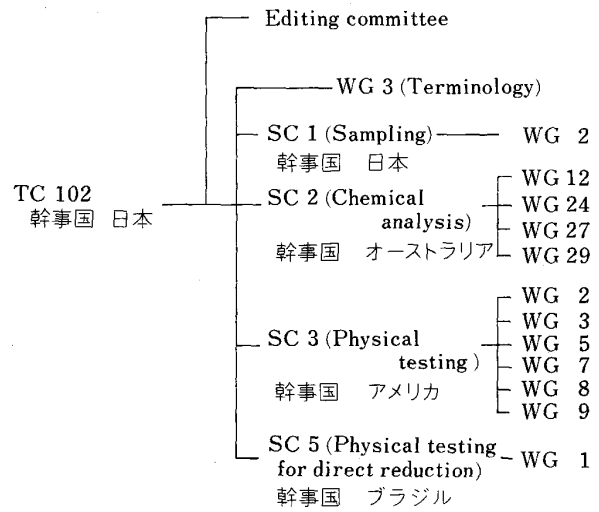 Editing committee
WG 3 (Terminology)
SC 1 (Sampling)
WG 2
幹事国 日本
TC 102
幹事国 日本
SC 2 (Chemical
analysis)
幹事国 オーストラリア
WG 12
WG 24
WG 27
WG 29
SC 3 (Physical
testing)
幹事国 アメリカ
WG 2
WG 3
WG 5
WG 7
WG 8
WG 9
SC 5 (Physical testing
for direct reduction)
WG 1
幹事国 ブラジル